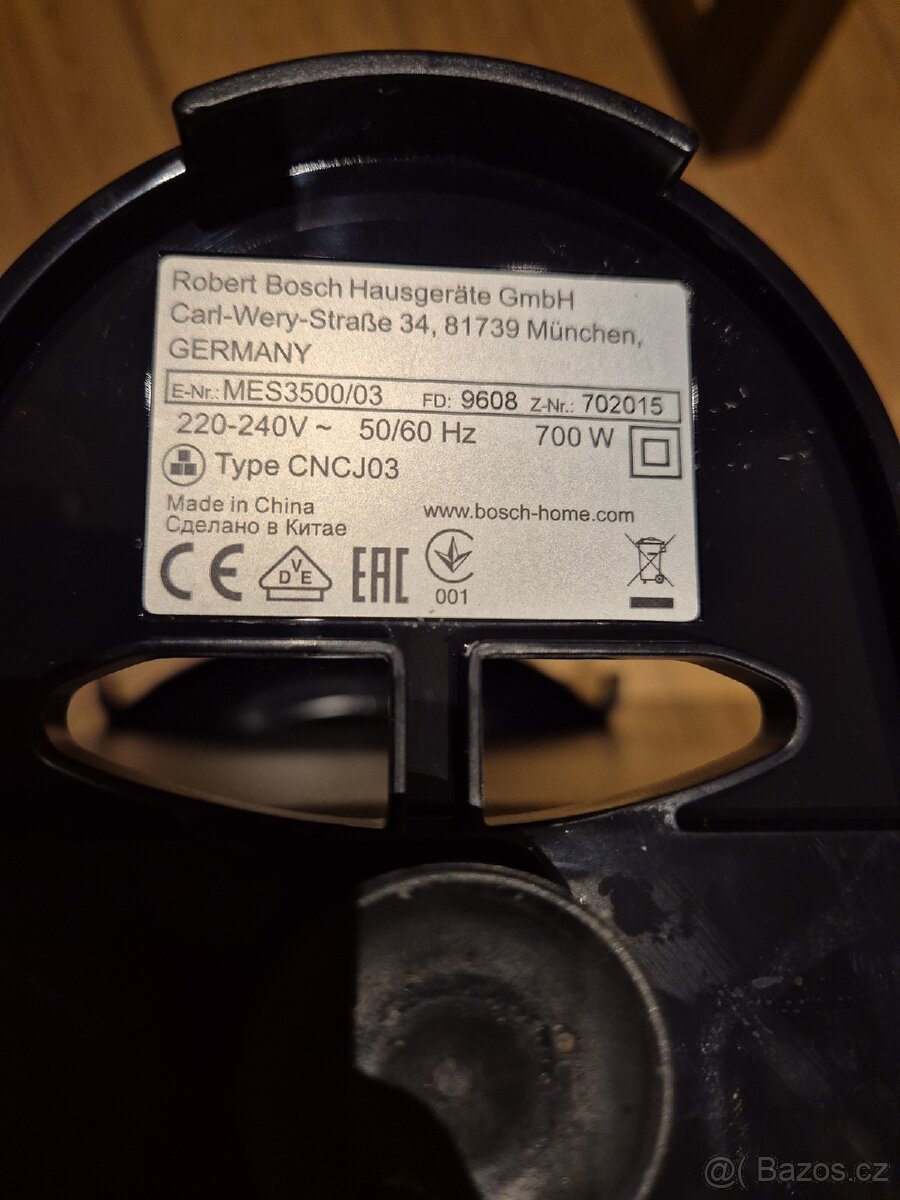 Robert Bosch Hausgeräte GmbH
Carl-Wery-Straße 34, 81739 München,
GERMANY
E-Nr.: MES3500/03 FD: 9608 Z-Nr.: 702015
220-240V ~ 50/60 Hz 700 W
Type CNCJ03
Made in China
Сделано в Китае
www.bosch-home.com
CE
VDE
EAC
001
@( Bazos.cz